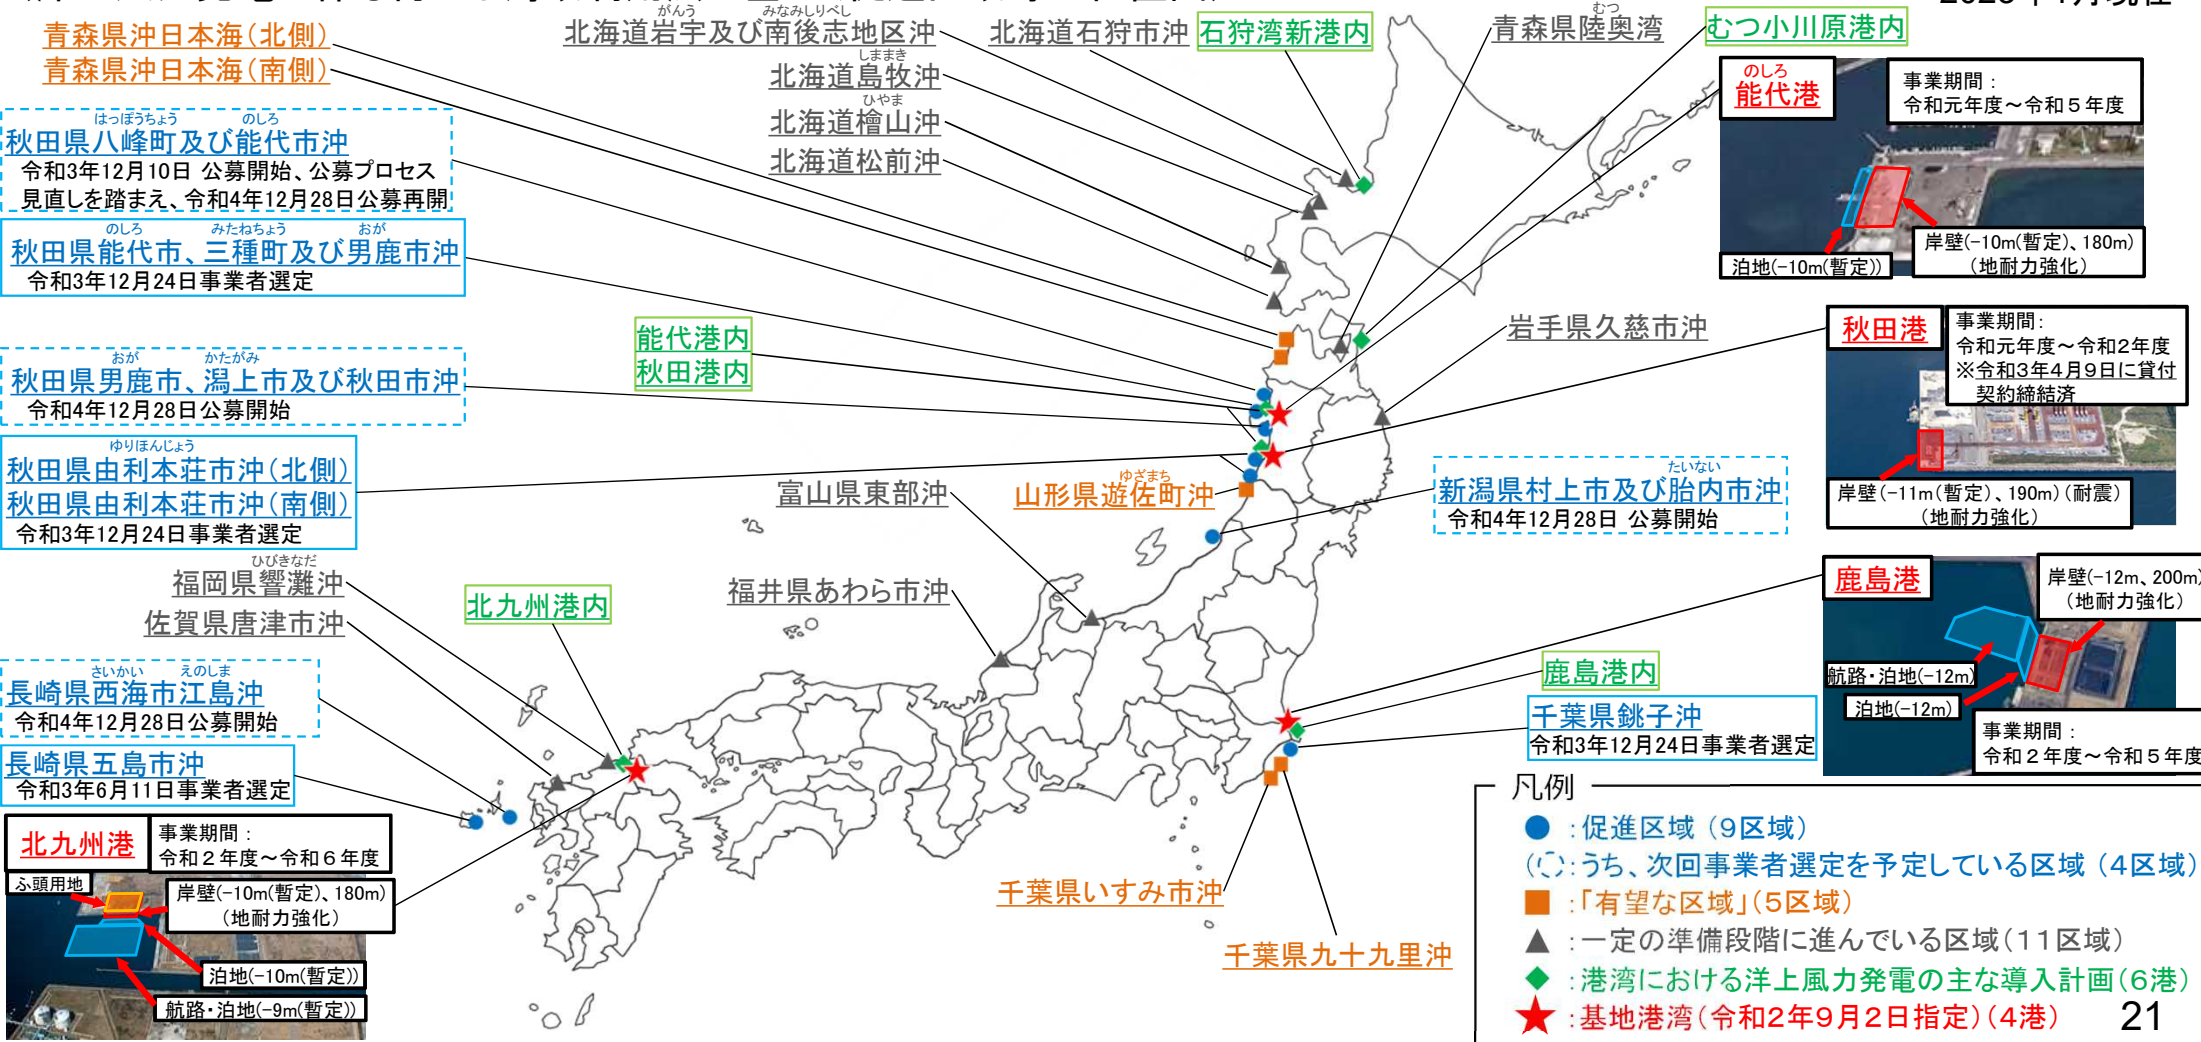 2023年1月現在
青森県沖日本海(北側)
青森県沖日本海(南側)
がんう
みなみしりべし
北海道岩宇及び南後志地区沖
しままき
北海道島牧沖
ひやま
北海道檜山沖
北海道松前沖
北海道石狩市沖
石狩湾新港内
むつ
青森県陸奥湾
むつ小川原港内
のしろ
能代港
事業期間：
令和元年度～令和５年度
岸壁(-10m(暫定)、180m)
(地耐力強化)
泊地(-10m(暫定))
はっぽうちょう
のしろ
秋田県八峰町及び能代市沖
令和3年12月10日 公募開始、公募プロセス
見直しを踏まえ、令和4年12月28日公募再開
のしろ
みたねちょう
おが
秋田県能代市、三種町及び男鹿市沖
令和3年12月24日事業者選定
能代港内
秋田港内
岩手県久慈市沖
秋田港
事業期間：
令和元年度～令和2年度
※令和3年4月9日に貸付
契約締結済
岸壁(-11m(暫定)、190m)(耐震)
(地耐力強化)
おが
かたがみ
秋田県男鹿市、潟上市及び秋田市沖
令和4年12月28日公募開始
ゆりほんじょう
秋田県由利本荘市沖(北側)
秋田県由利本荘市沖(南側)
令和3年12月24日事業者選定
富山県東部沖
ゆざまち
山形県遊佐町沖
たいない
新潟県村上市及び胎内市沖
令和4年12月28日 公募開始
ひびきなだ
福岡県響灘沖
佐賀県唐津市沖
北九州港内
福井県あわら市沖
鹿島港
岸壁(-12m、200m)
(地耐力強化)
航路・泊地(-12m)
泊地(-12m)
事業期間：
令和２年度～令和５年度
鹿島港内
千葉県銚子沖
令和3年12月24日事業者選定
さいかい
えのしま
長崎県西海市江島沖
令和4年12月28日公募開始
長崎県五島市沖
令和3年6月11日事業者選定
北九州港
事業期間：
令和２年度～令和６年度
ふ頭用地
岸壁(-10m(暫定)、180m)
(地耐力強化)
泊地(-10m(暫定))
航路・泊地(-9m(暫定))
千葉県いすみ市沖
千葉県九十九里沖
凡例
：促進区域（9区域）
( )：うち、次回事業者選定を予定している区域（4区域）
：「有望な区域」（5区域）
：一定の準備段階に進んでいる区域（11区域）
：港湾における洋上風力発電の主な導入計画（6港）
：基地港湾（令和2年9月2日指定）（4港）
21